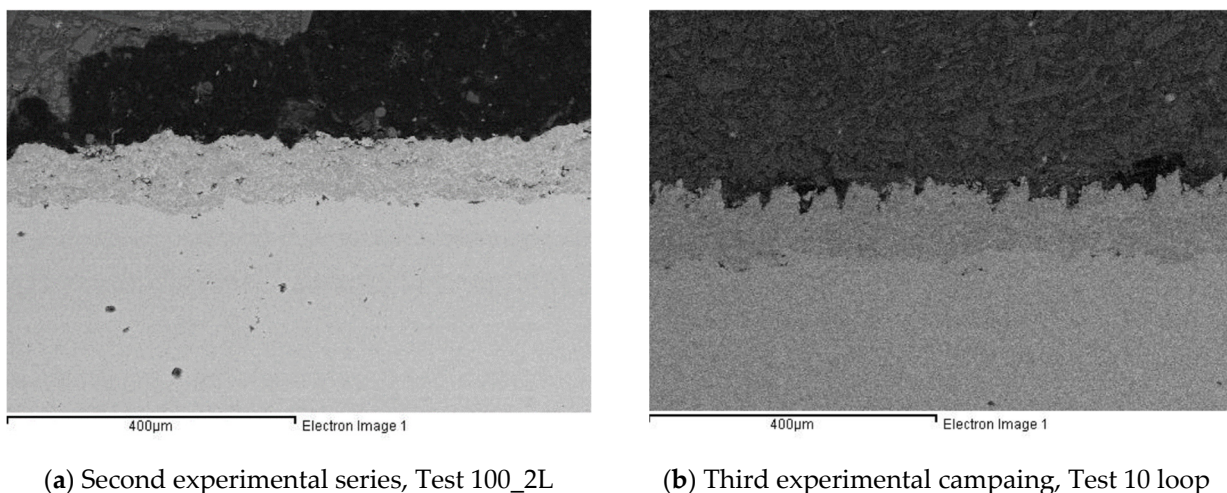 400µm Electron Image 1
400µm Electron Image 1
(a) Second experimental series, Test 100_2L
(b) Third experimental campaing, Test 10 loop